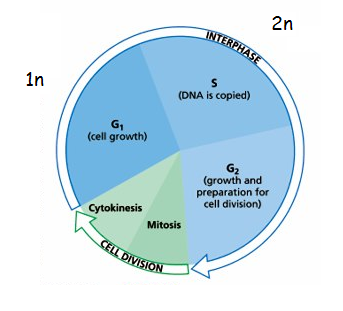 2n
INTERPHASE
1n
S
(DNA is copied)
G1
(cell growth)
G2
(growth and
preparation for
cell division)
Cytokinesis
Mitosis
CELL DIVISION